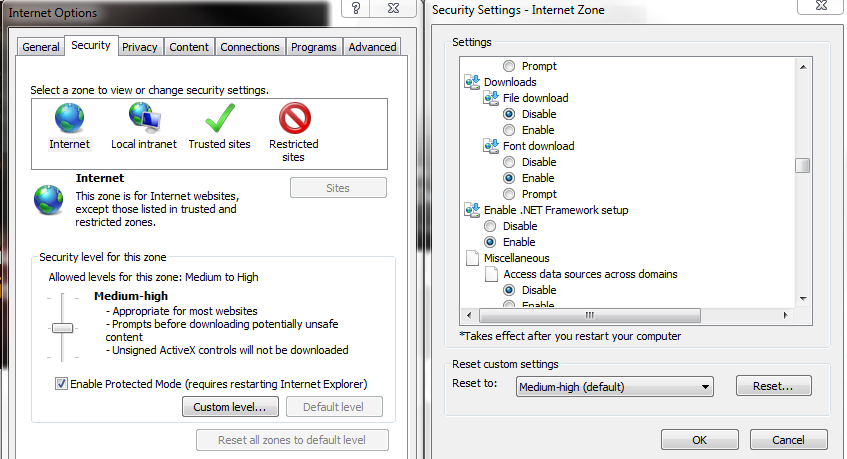 Internet Options
?
General Security Privacy Content Connections Programs Advanced
Select a zone to view or change security settings.
Internet Local intranet Trusted sites Restricted
sites
Internet
Sites
This zone is for Internet websites,
except those listed in trusted and
restricted zones.
Security level for this zone
Allowed levels for this zone: Medium to High
Medium-high
- Appropriate for most websites
- Prompts before downloading potentially unsafe
content
- Unsigned ActiveX controls will not be downloaded
Enable Protected Mode (requires restarting Internet Explorer)
Custom level... Default level
Reset all zones to default level
Security Settings - Internet Zone
Settings
Prompt
Downloads
File download
Disable
Enable
Font download
Disable
Enable
Prompt
Enable .NET Framework setup
Disable
Enable
Miscellaneous
Access data sources across domains
Disable
Enable
*Takes effect after you restart your computer
Reset custom settings
Reset to: Medium-high (default) Reset...
OK Cancel